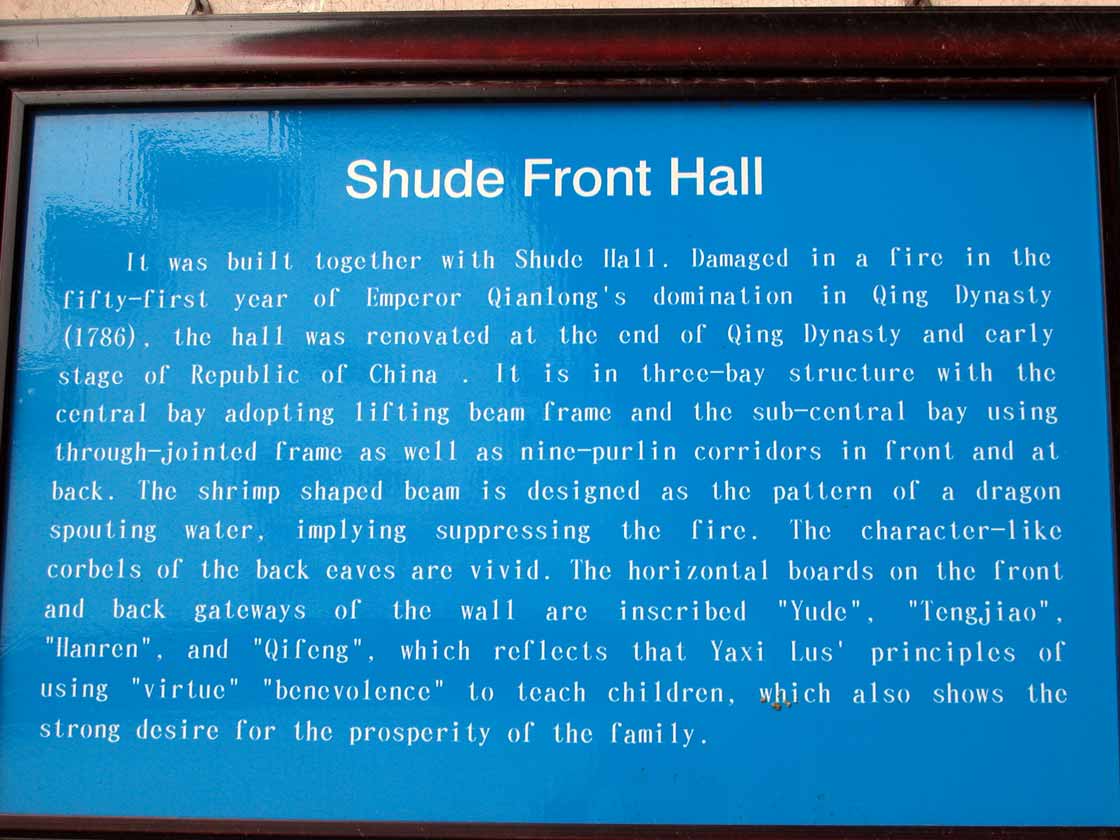 Shude Front Hall
It was built together with Shude Hall. Damaged in a fire in the
fifty-first year of Emperor Qianlong's domination in Qing Dynasty
(1786), the hall was renovated at the end of Qing Dynasty and early
stage of Republic of China . It is in three-bay structure with the
central bay adopting lifting beam frame and the sub-central bay using
through-jointed frame as well as nine-purlin corridors in front and at
back. The shrimp shaped beam is designed as the pattern of a dragon
spouting water, implying suppressing the fire. The character-like
corbels of the back eaves are vivid. The horizontal boards on the front
and back gateways of the wall are inscribed "Yude", "Tengjiao",
"Hanren", and "Qifeng", which reflects that Yaxi Lus' principles of
using "virtue" "benevolence" to teach children, which also shows the
strong desire for the prosperity of the family.